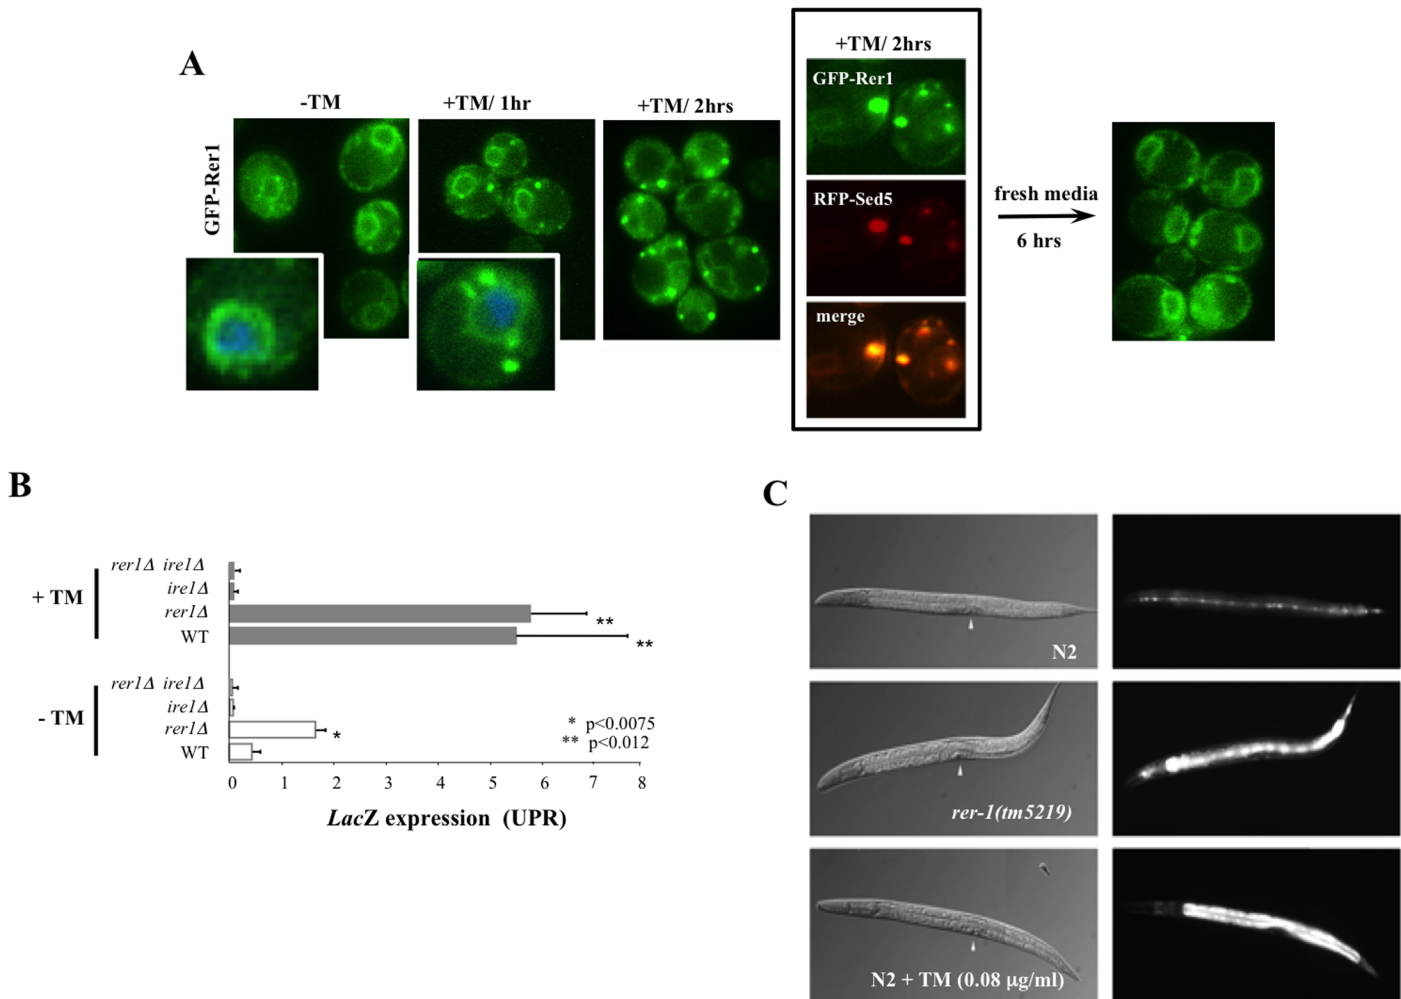 A
-TM
+TM/ 1hr
+TM/ 2hrs
+TM/ 2hrs
GFP-Rer1
GFP-Rer1
RFP-Sed5
merge
fresh media
6 hrs
B
+ TM
rer1Δ ire1Δ
ire1Δ
rer1Δ
WT
**
**
- TM
rer1Δ ire1Δ
ire1Δ
rer1Δ
WT
*
* p<0.0075
** p<0.012
0 1 2 3 4 5 6 7 8
LacZ expression (UPR)
C
N2
rer-1(tm5219)
N2 + TM (0.08 μg/ml)